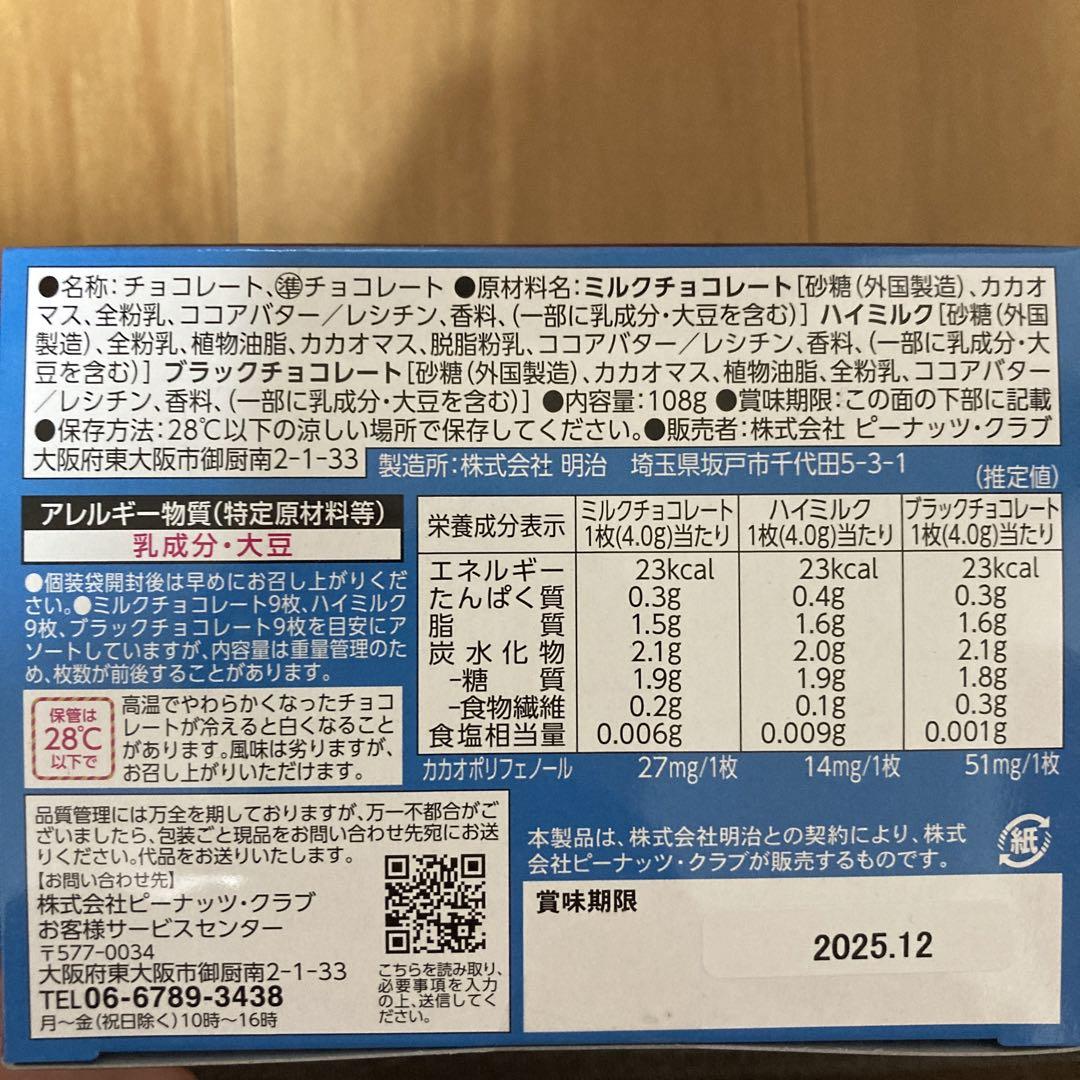 ●名称：チョコレート、㊟チョコレート ●原材料名：ミルクチョコレート[砂糖(外国製造)、カカオ
マス、全粉乳、ココアバター／レシチン、香料、(一部に乳成分・大豆を含む)] ハイミルク[砂糖(外国
製造)、全粉乳、植物油脂、カカオマス、脱脂粉乳、ココアバター／レシチン、香料、(一部に乳成分・大
豆を含む)] ブラックチョコレート[砂糖(外国製造)、カカオマス、植物油脂、全粉乳、ココアバター
／レシチン、香料、(一部に乳成分・大豆を含む)] ●内容量：108g ●賞味期限：この面の下部に記載
●保存方法：28℃以下の涼しい場所で保存してください。●販売者：株式会社 ピーナッツ・クラブ
大阪府東大阪市御厨南2-1-33 製造所：株式会社 明治 埼玉県坂戸市千代田5-3-1
(推定値)
アレルギー物質(特定原材料等)
乳成分・大豆
●個装袋開封後は早めにお召し上がりくだ
さい。●ミルクチョコレート9枚、ハイミルク
9枚、ブラックチョコレート9枚を目安にア
ソートしていますが、内容量は重量管理のた
め、枚数が前後することがあります。
保管は
28℃
以下で
高温でやわらかくなったチョコ
レートが冷えると白くなること
があります。風味は劣りますが、
お召し上がりいただけます。
栄養成分表示 ミルクチョコレート 1枚(4.0g)当たり ハイミルク 1枚(4.0g)当たり ブラックチョコレート 1枚(4.0g)当たり
エネルギー 23kcal 23kcal 23kcal
たんぱく質 0.3g 0.4g 0.3g
脂質 1.5g 1.6g 1.6g
炭水化物 2.1g 2.0g 2.1g
-糖質 1.9g 1.9g 1.8g
-食物繊維 0.2g 0.1g 0.3g
食塩相当量 0.006g 0.009g 0.001g
カカオポリフェノール 27mg/1枚 14mg/1枚 51mg/1枚
品質管理には万全を期しておりますが、万一不都合がご
ざいましたら、包装ごと現品をお問い合わせ先宛にお送
りください。代品をお送りいたします。
【お問い合わせ先】
株式会社ピーナッツ・クラブ
お客様サービスセンター
〒577-0034
大阪府東大阪市御厨南2-1-33
TEL06-6789-3438
月～金(祝日除く)10時～16時
こちらを読み取り、
必要事項を入力
の上、送信してく
ださい。
本製品は、株式会社明治との契約により、株式
会社ピーナッツ・クラブが販売するものです。
紙
賞味期限
2025.12